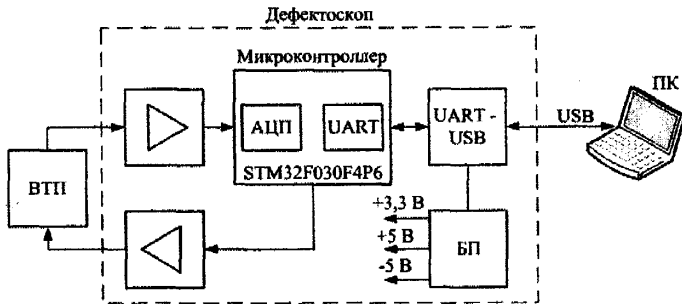 Дефектоскоп
Микроконтроллер
ПК
АЦП
UART
UART -
USB
USB
STM32F030F4P6
ВТП
+3,3 В
+5 В
-5 В
БП